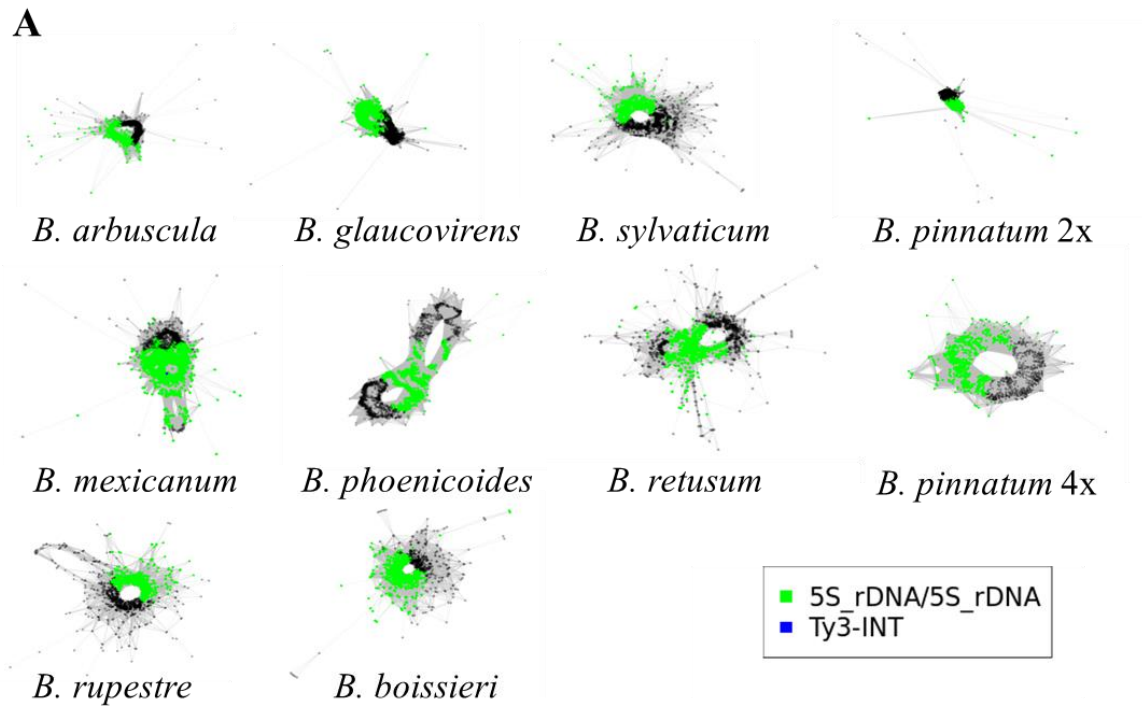 A
B. arbuscula
B. glaucovirens
B. sylvaticum
B. pinnatum 2x
B. mexicanum
B. phoenicoides
B. retusum
B. pinnatum 4x
B. rupestre
B. boissieri
5S_rDNA/5S_rDNA
Ty3-INT